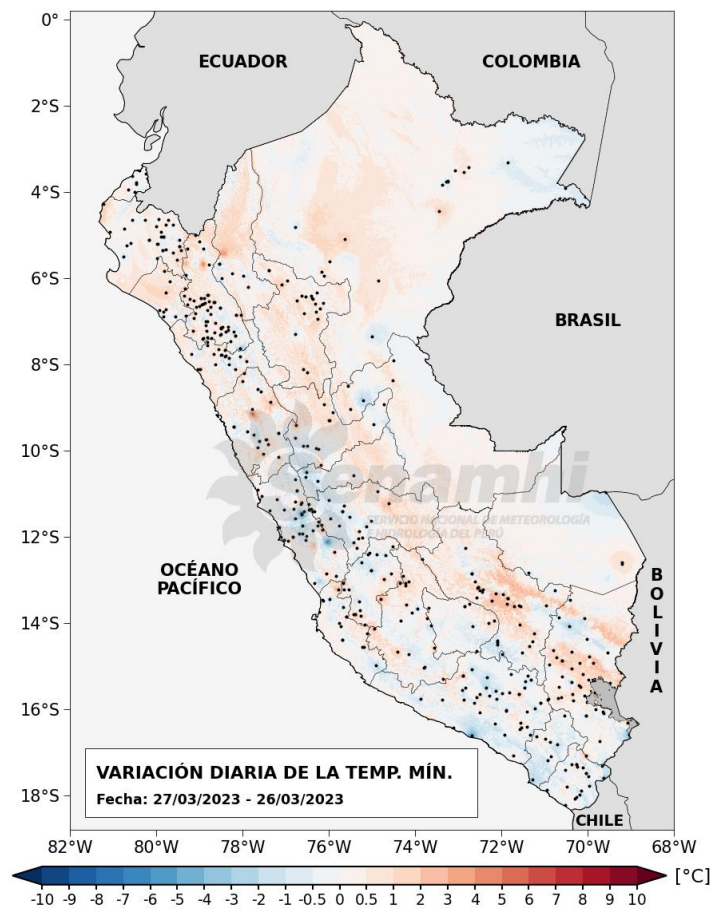 0°
2°S
4°S
6°S
8°S
10°S
12°S
14°S
16°S
18°S
ECUADOR
COLOMBIA
BRASIL
senamhi
SERVICIO NACIONAL DE METEOROLOGÍA
E HIDROLOGÍA DEL PERÚ
OCÉANO
PACÍFICO
B
O
L
I
V
I
A
VARIACIÓN DIARIA DE LA TEMP. MÍN.
Fecha: 27/03/2023 - 26/03/2023
CHILE
82°W 80°W 78°W 76°W 74°W 72°W 70°W 68°W
[°C]
-10 -9 -8 -7 -6 -5 -4 -3 -2 -1 -0.5 0 0.5 1 2 3 4 5 6 7 8 9 10